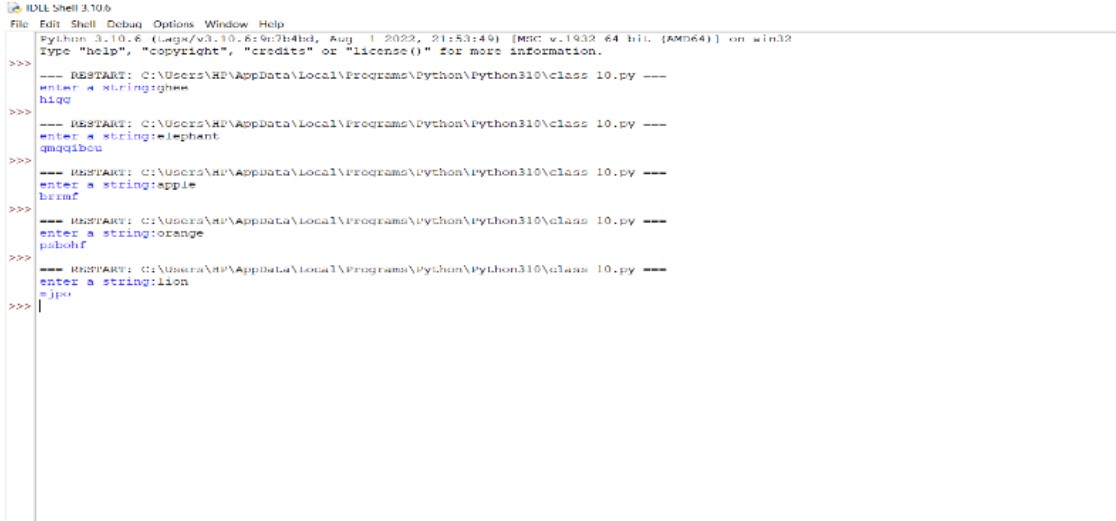 IDLE Shell 3.10.6
File Edit Shell Debug Options Window Help
Python 3.10.6 (tags/v3.10.6:9c7b4bd, Aug  1 2022, 21:53:49) [MSC v.1932 64 bit (AMD64)] on win32
Type "help", "copyright", "credits" or "license()" for more information.
>>>
=== RESTART: C:\Users\HP\AppData\Local\Programs\Python\Python310\class 10.py ===
enter a string:ghee
higg
>>>
=== RESTART: C:\Users\HP\AppData\Local\Programs\Python\Python310\class 10.py ===
enter a string:elephant
gmgqibou
>>>
=== RESTART: C:\Users\HP\AppData\Local\Programs\Python\Python310\class 10.py ===
enter a string:apple
brrmf
>>>
=== RESTART: C:\Users\HP\AppData\Local\Programs\Python\Python310\class 10.py ===
enter a string:orange
psbohf
>>>
=== RESTART: C:\Users\HP\AppData\Local\Programs\Python\Python310\class 10.py ===
enter a string:lion
mjpo
>>>